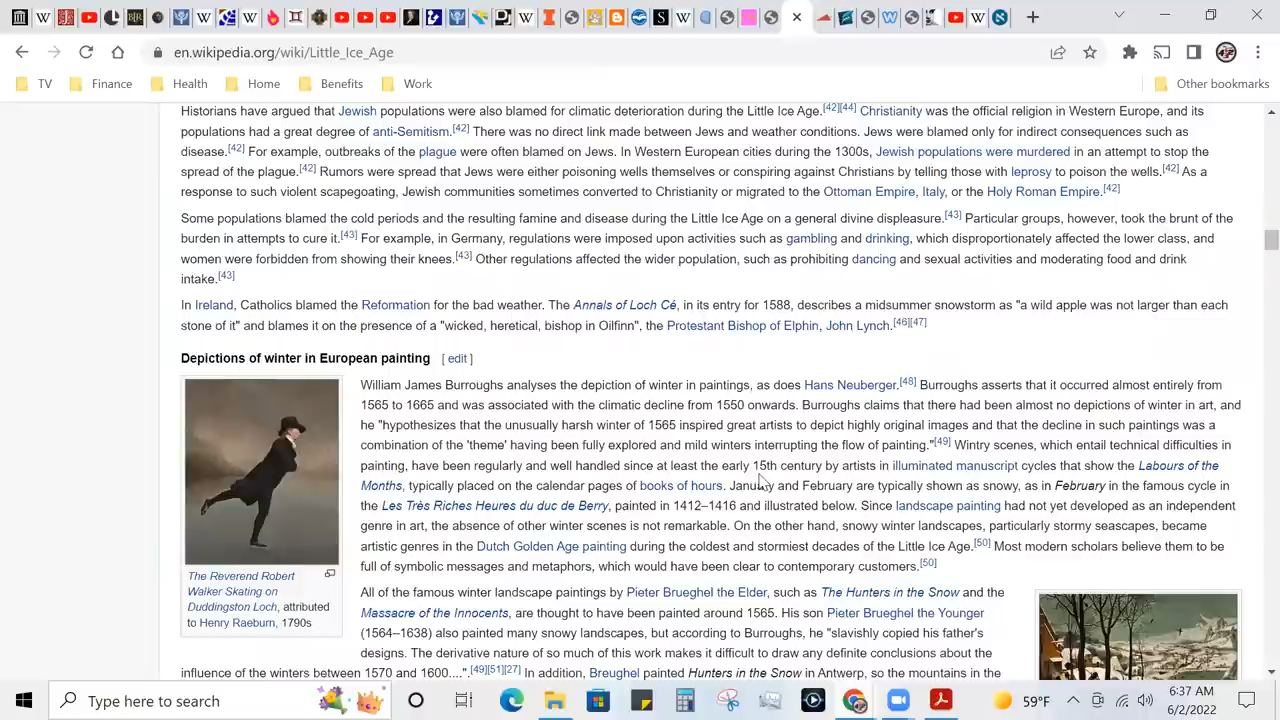 en.wikipedia.org/wiki/Little_Ice_Age
TV Finance Health Home Benefits Work Other bookmarks
Historians have argued that Jewish populations were also blamed for climatic deterioration during the Little Ice Age.[42][44] Christianity was the official religion in Western Europe, and its
populations had a great degree of anti-Semitism.[42] There was no direct link made between Jews and weather conditions. Jews were blamed only for indirect consequences such as
disease.[42] For example, outbreaks of the plague were often blamed on Jews. In Western European cities during the 1300s, Jewish populations were murdered in an attempt to stop the
spread of the plague.[42] Rumors were spread that Jews were either poisoning wells themselves or conspiring against Christians by telling those with leprosy to poison the wells.[42] As a
response to such violent scapegoating, Jewish communities sometimes converted to Christianity or migrated to the Ottoman Empire, Italy, or the Holy Roman Empire.[42]
Some populations blamed the cold periods and the resulting famine and disease during the Little Ice Age on a general divine displeasure.[43] Particular groups, however, took the brunt of the
burden in attempts to cure it.[43] For example, in Germany, regulations were imposed upon activities such as gambling and drinking, which disproportionately affected the lower class, and
women were forbidden from showing their knees.[43] Other regulations affected the wider population, such as prohibiting dancing and sexual activities and moderating food and drink
intake.[43]
In Ireland, Catholics blamed the Reformation for the bad weather. The Annals of Loch Cé, in its entry for 1588, describes a midsummer snowstorm as "a wild apple was not larger than each
stone of it" and blames it on the presence of a "wicked, heretical, bishop in Oilfinn", the Protestant Bishop of Elphin, John Lynch.[46][47]
Depictions of winter in European painting [ edit ]
William James Burroughs analyses the depiction of winter in paintings, as does Hans Neuberger.[48] Burroughs asserts that it occurred almost entirely from
1565 to 1665 and was associated with the climatic decline from 1550 onwards. Burroughs claims that there had been almost no depictions of winter in art, and
he "hypothesizes that the unusually harsh winter of 1565 inspired great artists to depict highly original images and that the decline in such paintings was a
combination of the 'theme' having been fully explored and mild winters interrupting the flow of painting."[49] Wintry scenes, which entail technical difficulties in
painting, have been regularly and well handled since at least the early 15th century by artists in illuminated manuscript cycles that show the Labours of the
Months, typically placed on the calendar pages of books of hours. January and February are typically shown as snowy, as in February in the famous cycle in
the Les Très Riches Heures du duc de Berry, painted in 1412–1416 and illustrated below. Since landscape painting had not yet developed as an independent
genre in art, the absence of other winter scenes is not remarkable. On the other hand, snowy winter landscapes, particularly stormy seascapes, became
artistic genres in the Dutch Golden Age painting during the coldest and stormiest decades of the Little Ice Age.[50] Most modern scholars believe them to be
full of symbolic messages and metaphors, which would have been clear to contemporary customers.[50]
The Reverend Robert
Walker Skating on
Duddingston Loch, attributed
to Henry Raeburn, 1790s
All of the famous winter landscape paintings by Pieter Brueghel the Elder, such as The Hunters in the Snow and the
Massacre of the Innocents, are thought to have been painted around 1565. His son Pieter Brueghel the Younger
(1564–1638) also painted many snowy landscapes, but according to Burroughs, he "slavishly copied his father's
designs. The derivative nature of so much of this work makes it difficult to draw any definite conclusions about the
influence of the winters between 1570 and 1600....".[49][51][27] In addition, Breughel painted Hunters in the Snow in Antwerp, so the mountains in the
Type here to search
59°F
6:37 AM
6/2/2022